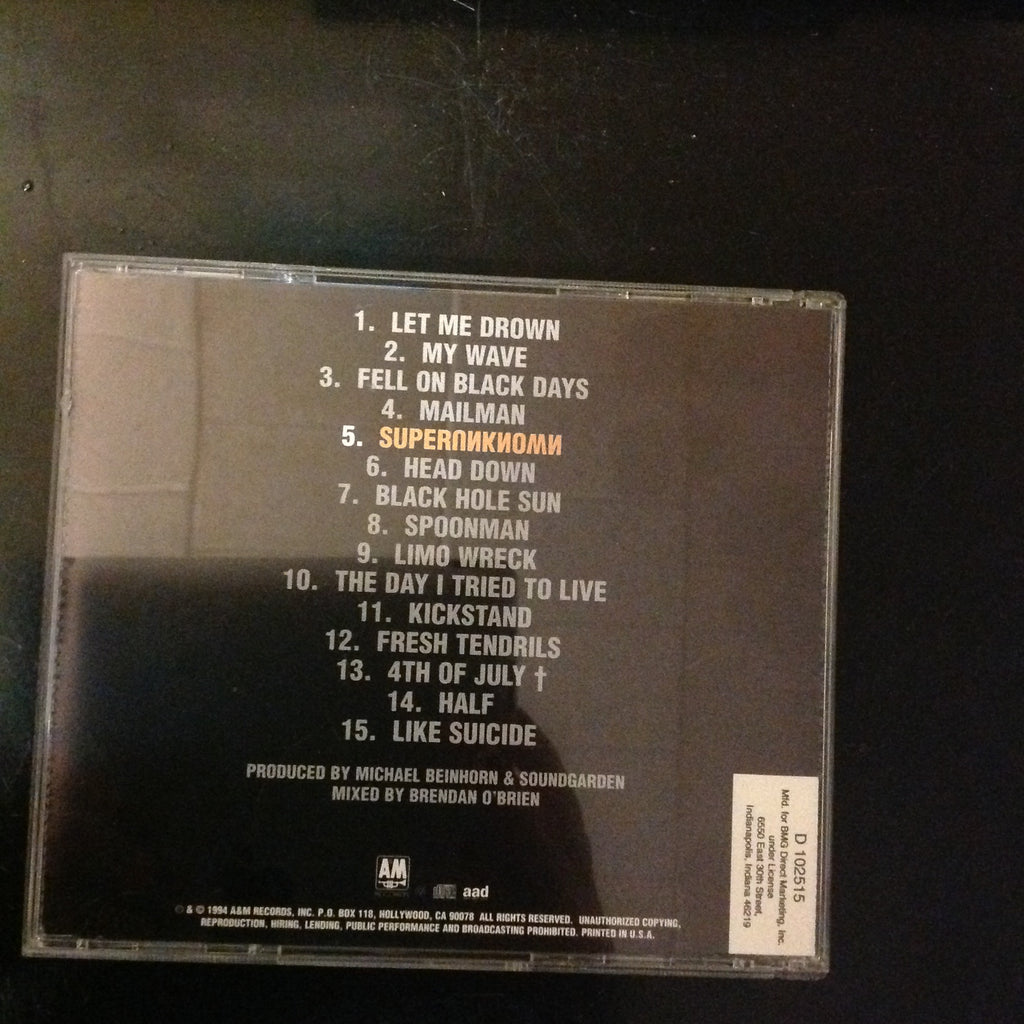 1. LET ME DROWN
2. MY WAVE
3. FELL ON BLACK DAYS
4. MAILMAN
5. SUPERUNKNOWN
6. HEAD DOWN
7. BLACK HOLE SUN
8. SPOONMAN
9. LIMO WRECK
10. THE DAY I TRIED TO LIVE
11. KICKSTAND
12. FRESH TENDRILS
13. 4TH OF JULY †
14. HALF
15. LIKE SUICIDE
PRODUCED BY MICHAEL BEINHORN & SOUNDGARDEN
MIXED BY BRENDAN O'BRIEN
AM
aad
℗ & © 1994 A&M RECORDS, INC. P.O. BOX 118, HOLLYWOOD, CA 90078 ALL RIGHTS RESERVED. UNAUTHORIZED COPYING,
REPRODUCTION, HIRING, LENDING, PUBLIC PERFORMANCE AND BROADCASTING PROHIBITED. PRINTED IN U.S.A.
D 102515
Mfd. for BMG Direct Marketing, Inc.
under License
6550 East 30th Street,
Indianapolis, Indiana 46219